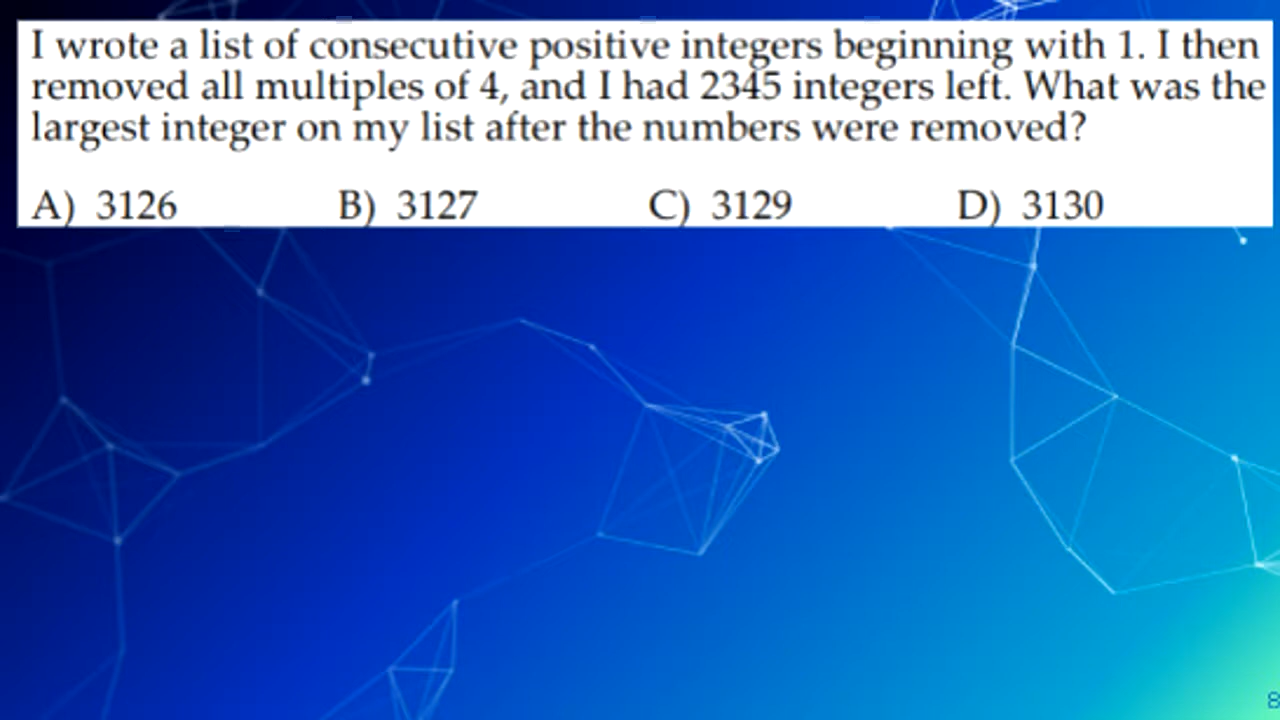 I wrote a list of consecutive positive integers beginning with 1. I then
removed all multiples of 4, and I had 2345 integers left. What was the
largest integer on my list after the numbers were removed?
A) 3126 B) 3127 C) 3129 D) 3130
8